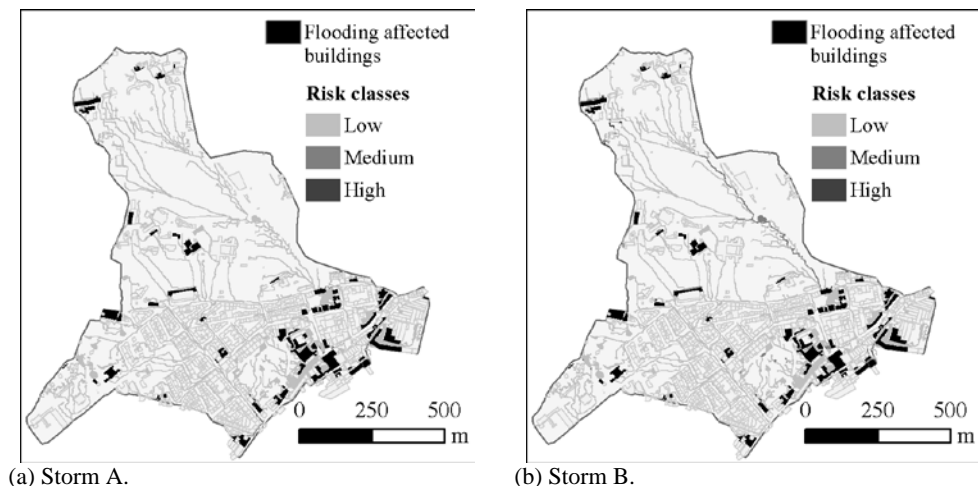 Flooding affected
buildings
Risk classes
Low
Medium
High
0 250 500
m
(a) Storm A.
Flooding affected
buildings
Risk classes
Low
Medium
High
0 250 500
m
(b) Storm B.